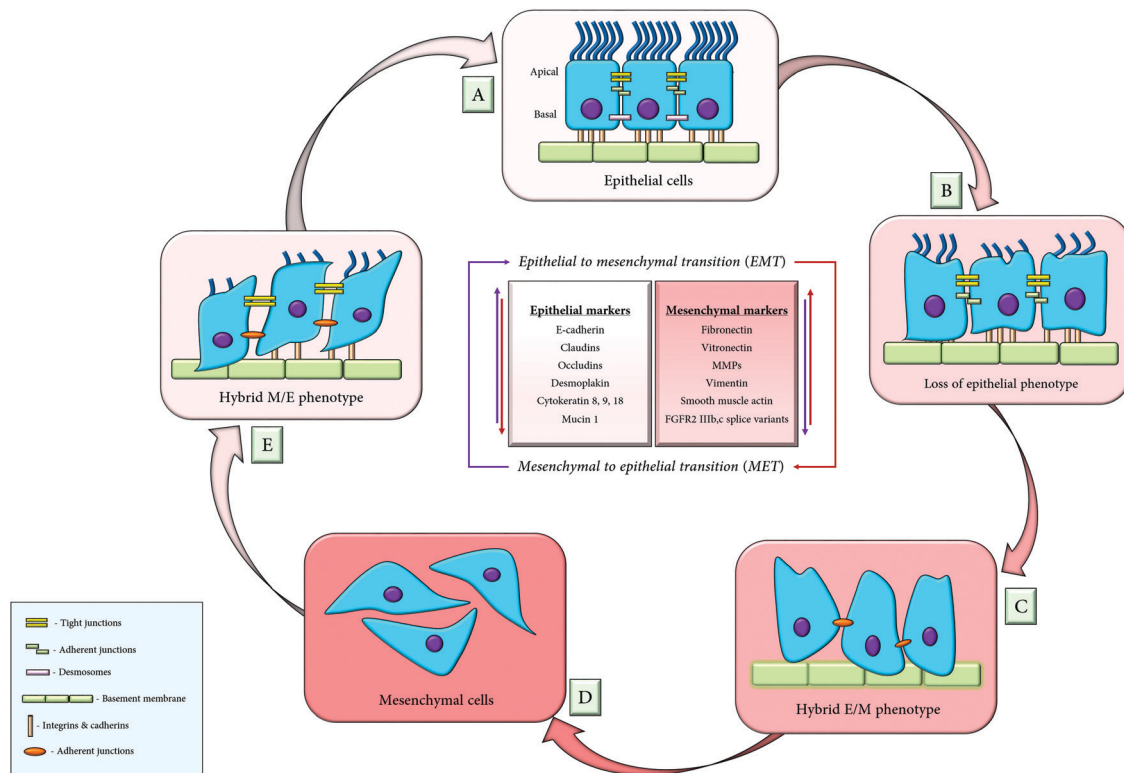 A
Apical
Basal
Epithelial cells
B
Loss of epithelial phenotype
C
Hybrid E/M phenotype
D
Mesenchymal cells
E
Hybrid M/E phenotype
Epithelial to mesenchymal transition (EMT)
Epithelial markers
E-cadherin
Claudins
Occludins
Desmoplakin
Cytokeratin 8, 9, 18
Mucin 1
Mesenchymal markers
Fibronectin
Vitronectin
MMPs
Vimentin
Smooth muscle actin
FGFR2 IIIb,c splice variants
Mesenchymal to epithelial transition (MET)
- Tight junctions
- Adherent junctions
- Desmosomes
- Basement membrane
- Integrins & cadherins
- Adherent junctions